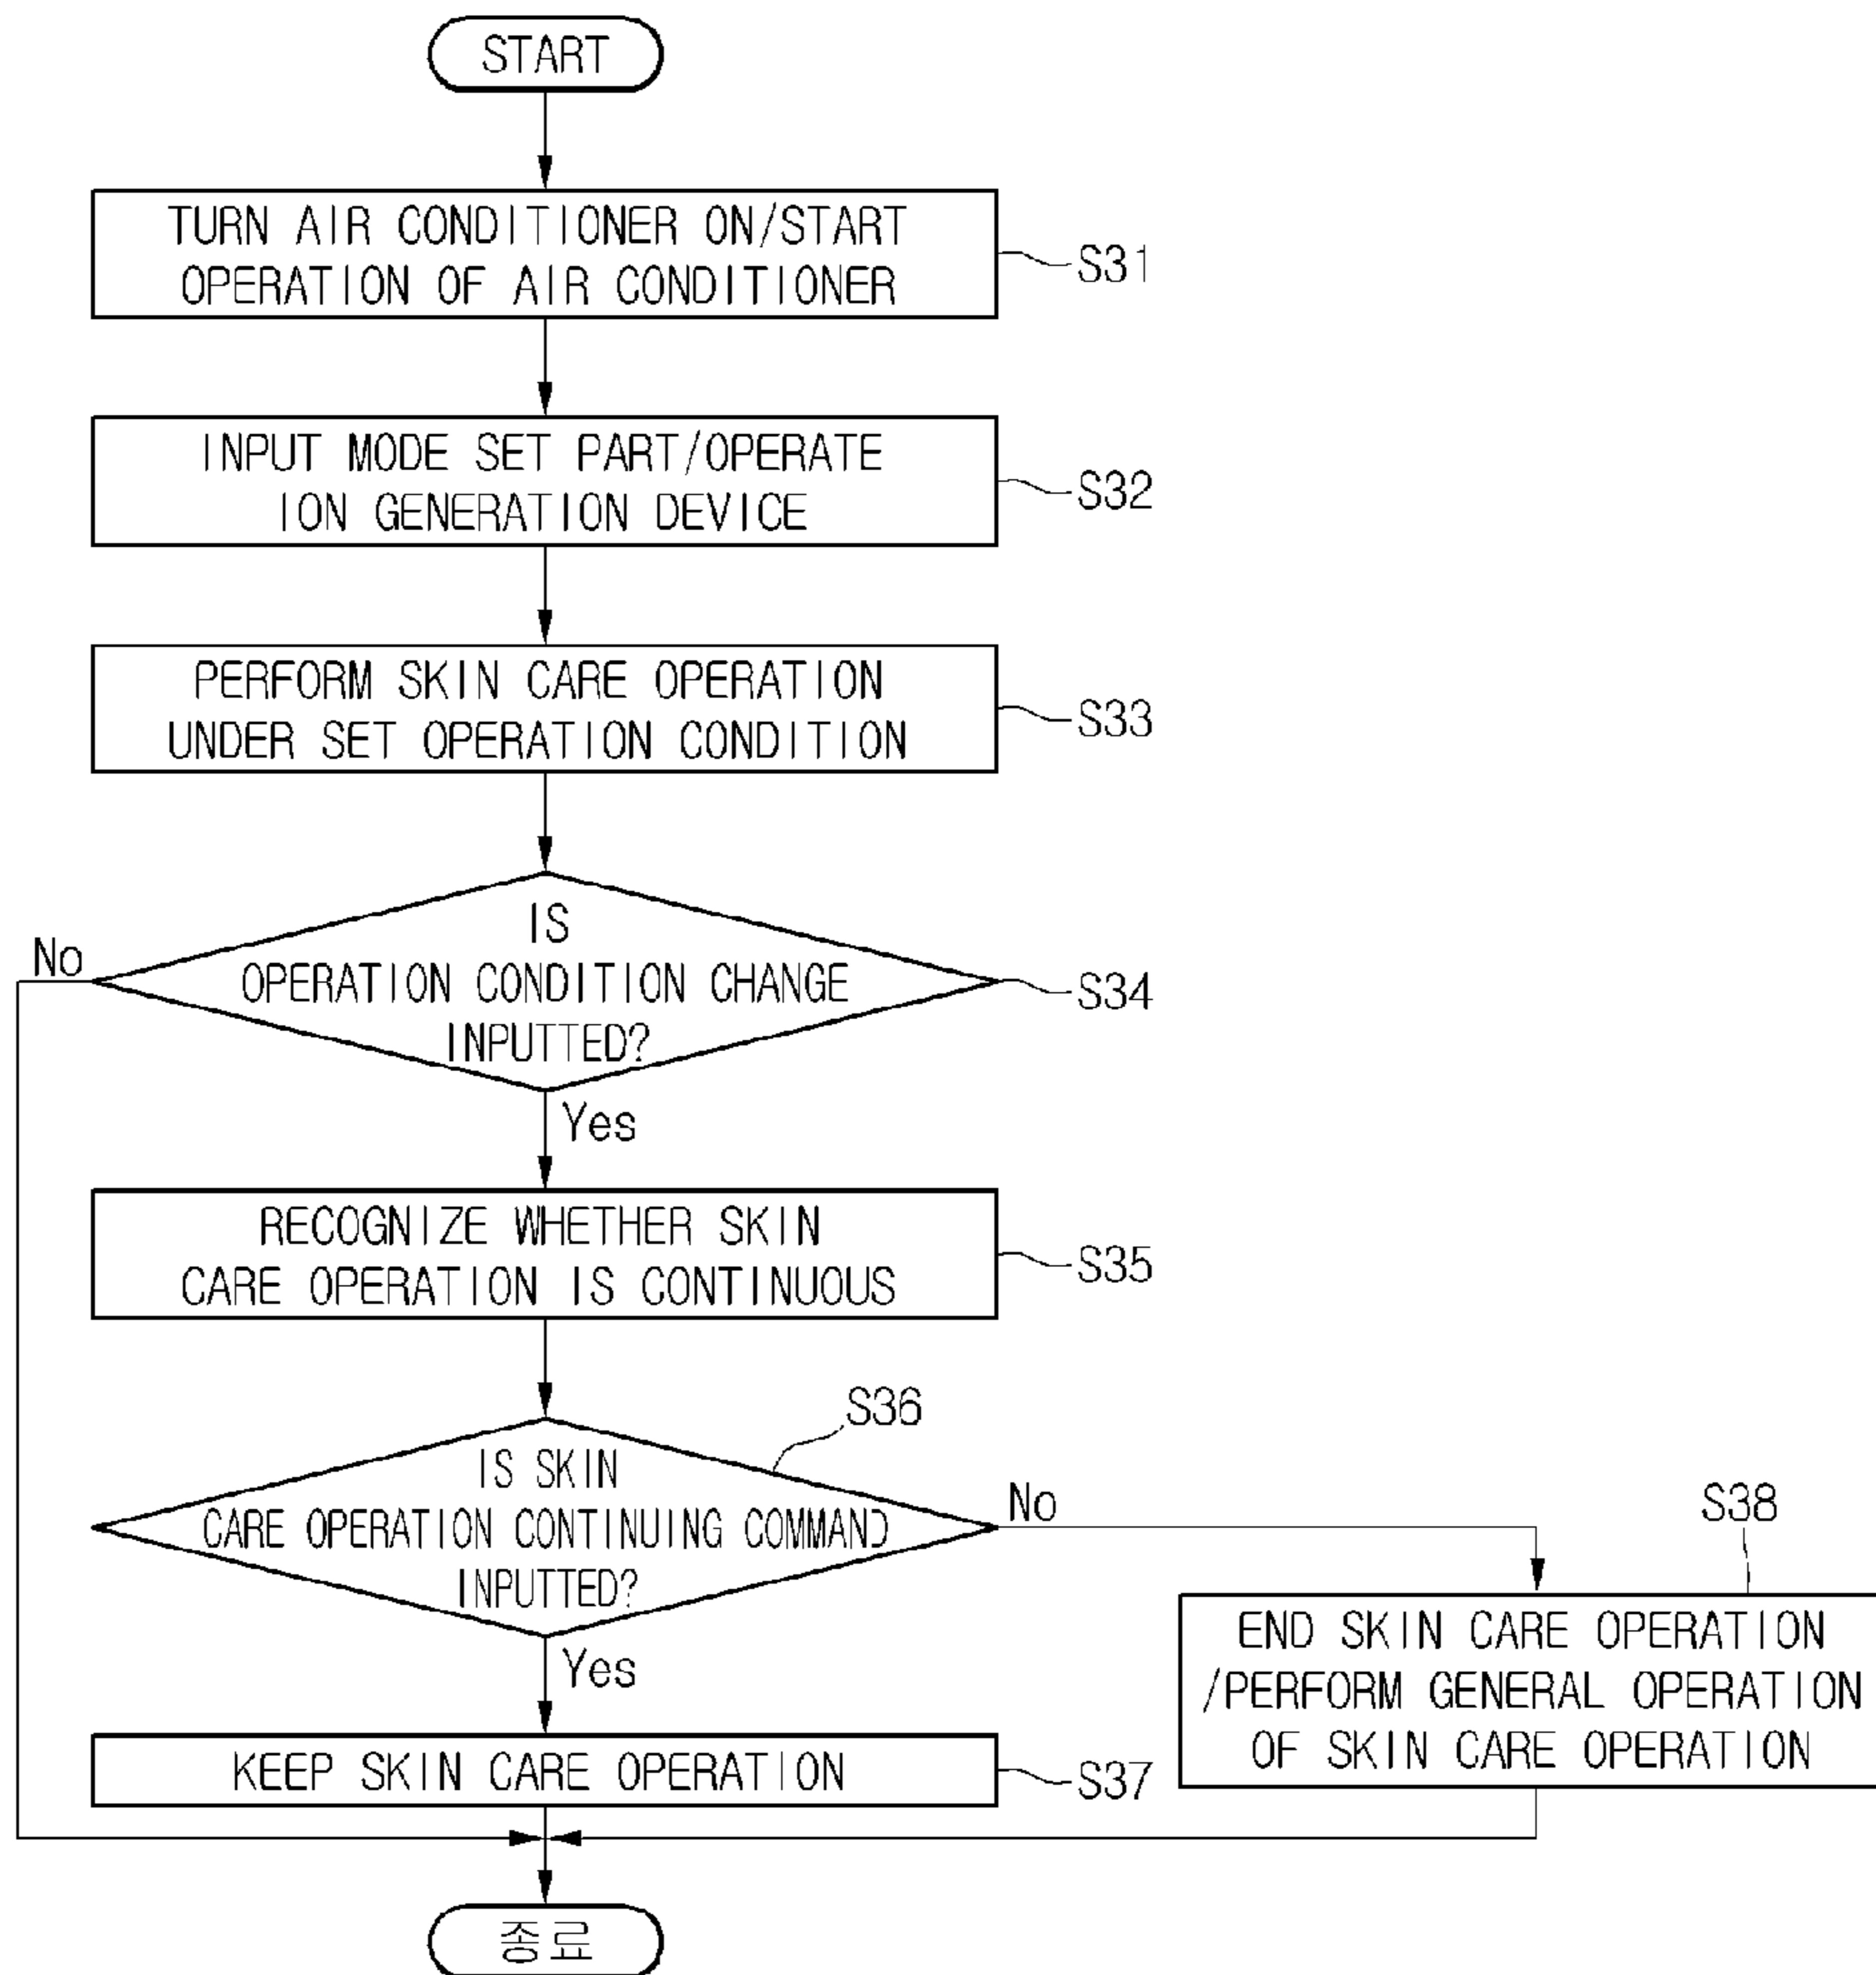 START
TURN AIR CONDITIONER ON/START
OPERATION OF AIR CONDITIONER
S31
INPUT MODE SET PART/OPERATE
ION GENERATION DEVICE
S32
PERFORM SKIN CARE OPERATION
UNDER SET OPERATION CONDITION
S33
IS
OPERATION CONDITION CHANGE
INPUTTED?
No
S34
Yes
RECOGNIZE WHETHER SKIN
CARE OPERATION IS CONTINUOUS
S35
S36
IS SKIN
CARE OPERATION CONTINUING COMMAND
INPUTTED?
No
Yes
S38
END SKIN CARE OPERATION
/PERFORM GENERAL OPERATION
OF SKIN CARE OPERATION
KEEP SKIN CARE OPERATION
S37
종료